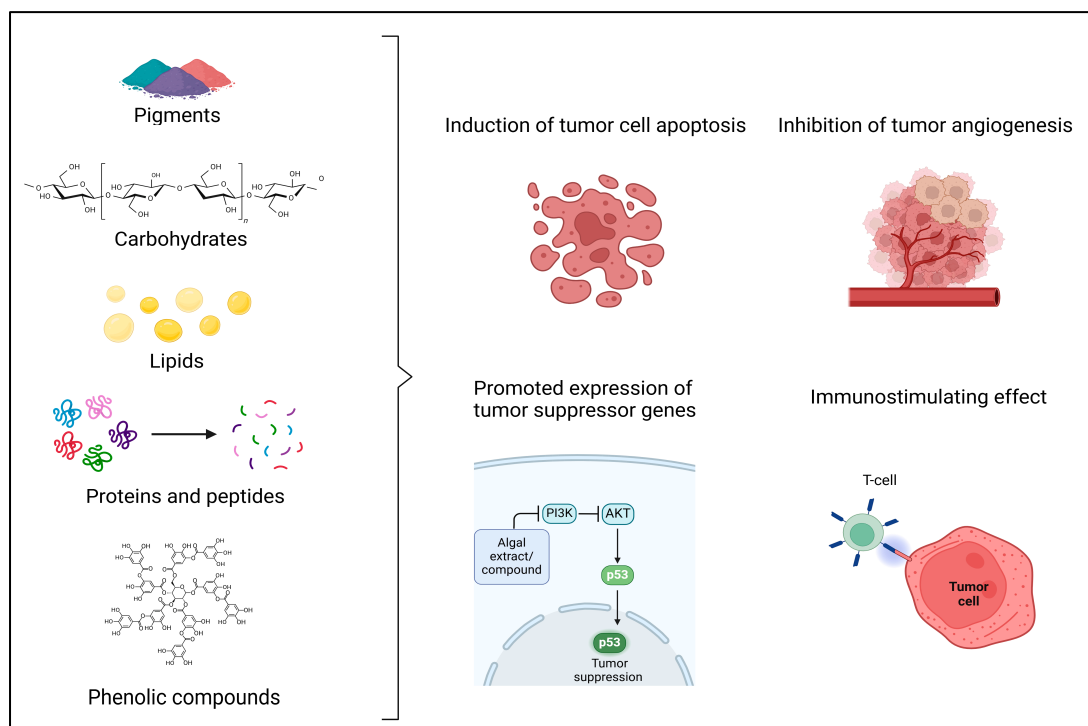 Pigments
Carbohydrates
Lipids
Proteins and peptides
Phenolic compounds
Induction of tumor cell apoptosis
Inhibition of tumor angiogenesis
Promoted expression of
tumor suppressor genes
PI3K
AKT
Algal
extract/
compound
p53
p53
Tumor
suppression
Immunostimulating effect
T-cell
Tumor
cell